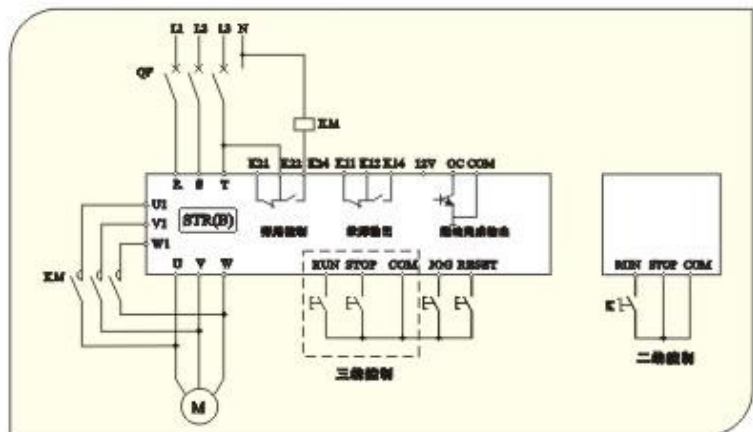 L1 L2 L3 N
QF
KM
K21 K22 K24 K11 K12 K14 12V OC COM
R S T
U1
V1
W1
STR(B)
旁路控制 故障输出
U V W
RUN STOP COM JOG RESET
KM
三线控制
M
RUN STOP COM
K
二线控制